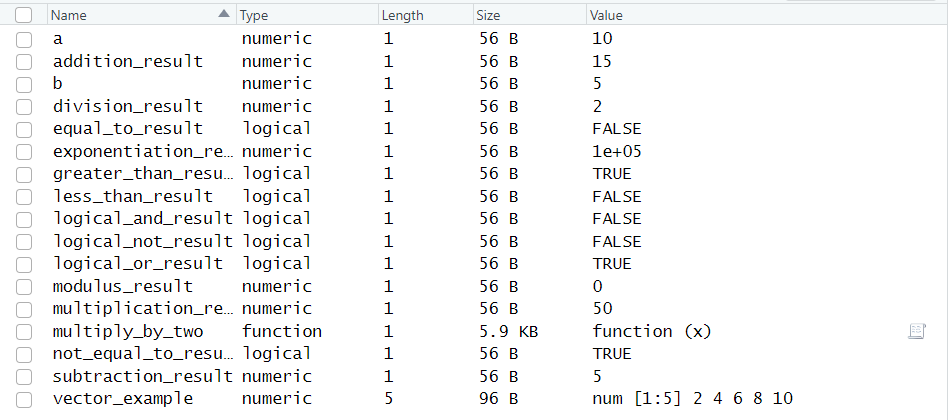 Name Type Length Size Value
a numeric 1 56 B 10
addition_result numeric 1 56 B 15
b numeric 1 56 B 5
division_result numeric 1 56 B 2
equal_to_result logical 1 56 B FALSE
exponentiation_re… numeric 1 56 B 1e+05
greater_than_resu… logical 1 56 B TRUE
less_than_result logical 1 56 B FALSE
logical_and_result logical 1 56 B FALSE
logical_not_result logical 1 56 B FALSE
logical_or_result logical 1 56 B TRUE
modulus_result numeric 1 56 B 0
multiplication_re… numeric 1 56 B 50
multiply_by_two function 1 5.9 KB function (x)
not_equal_to_resu… logical 1 56 B TRUE
subtraction_result numeric 1 56 B 5
vector_example numeric 5 96 B num [1:5] 2 4 6 8 10